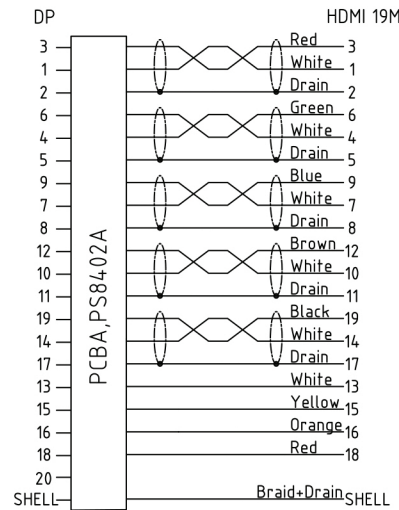 DP HDMI 19M
3 Red 3
1 White 1
2 Drain 2
6 Green 6
4 White 4
5 Drain 5
9 Blue 9
7 White 7
8 Drain 8
12 Brown 12
10 White 10
11 Drain 11
19 Black 19
14 White 14
17 Drain 17
13 White 13
15 Yellow 15
16 Orange 16
18 Red 18
20
SHELL Braid+Drain SHELL
PCBA,PS8402A